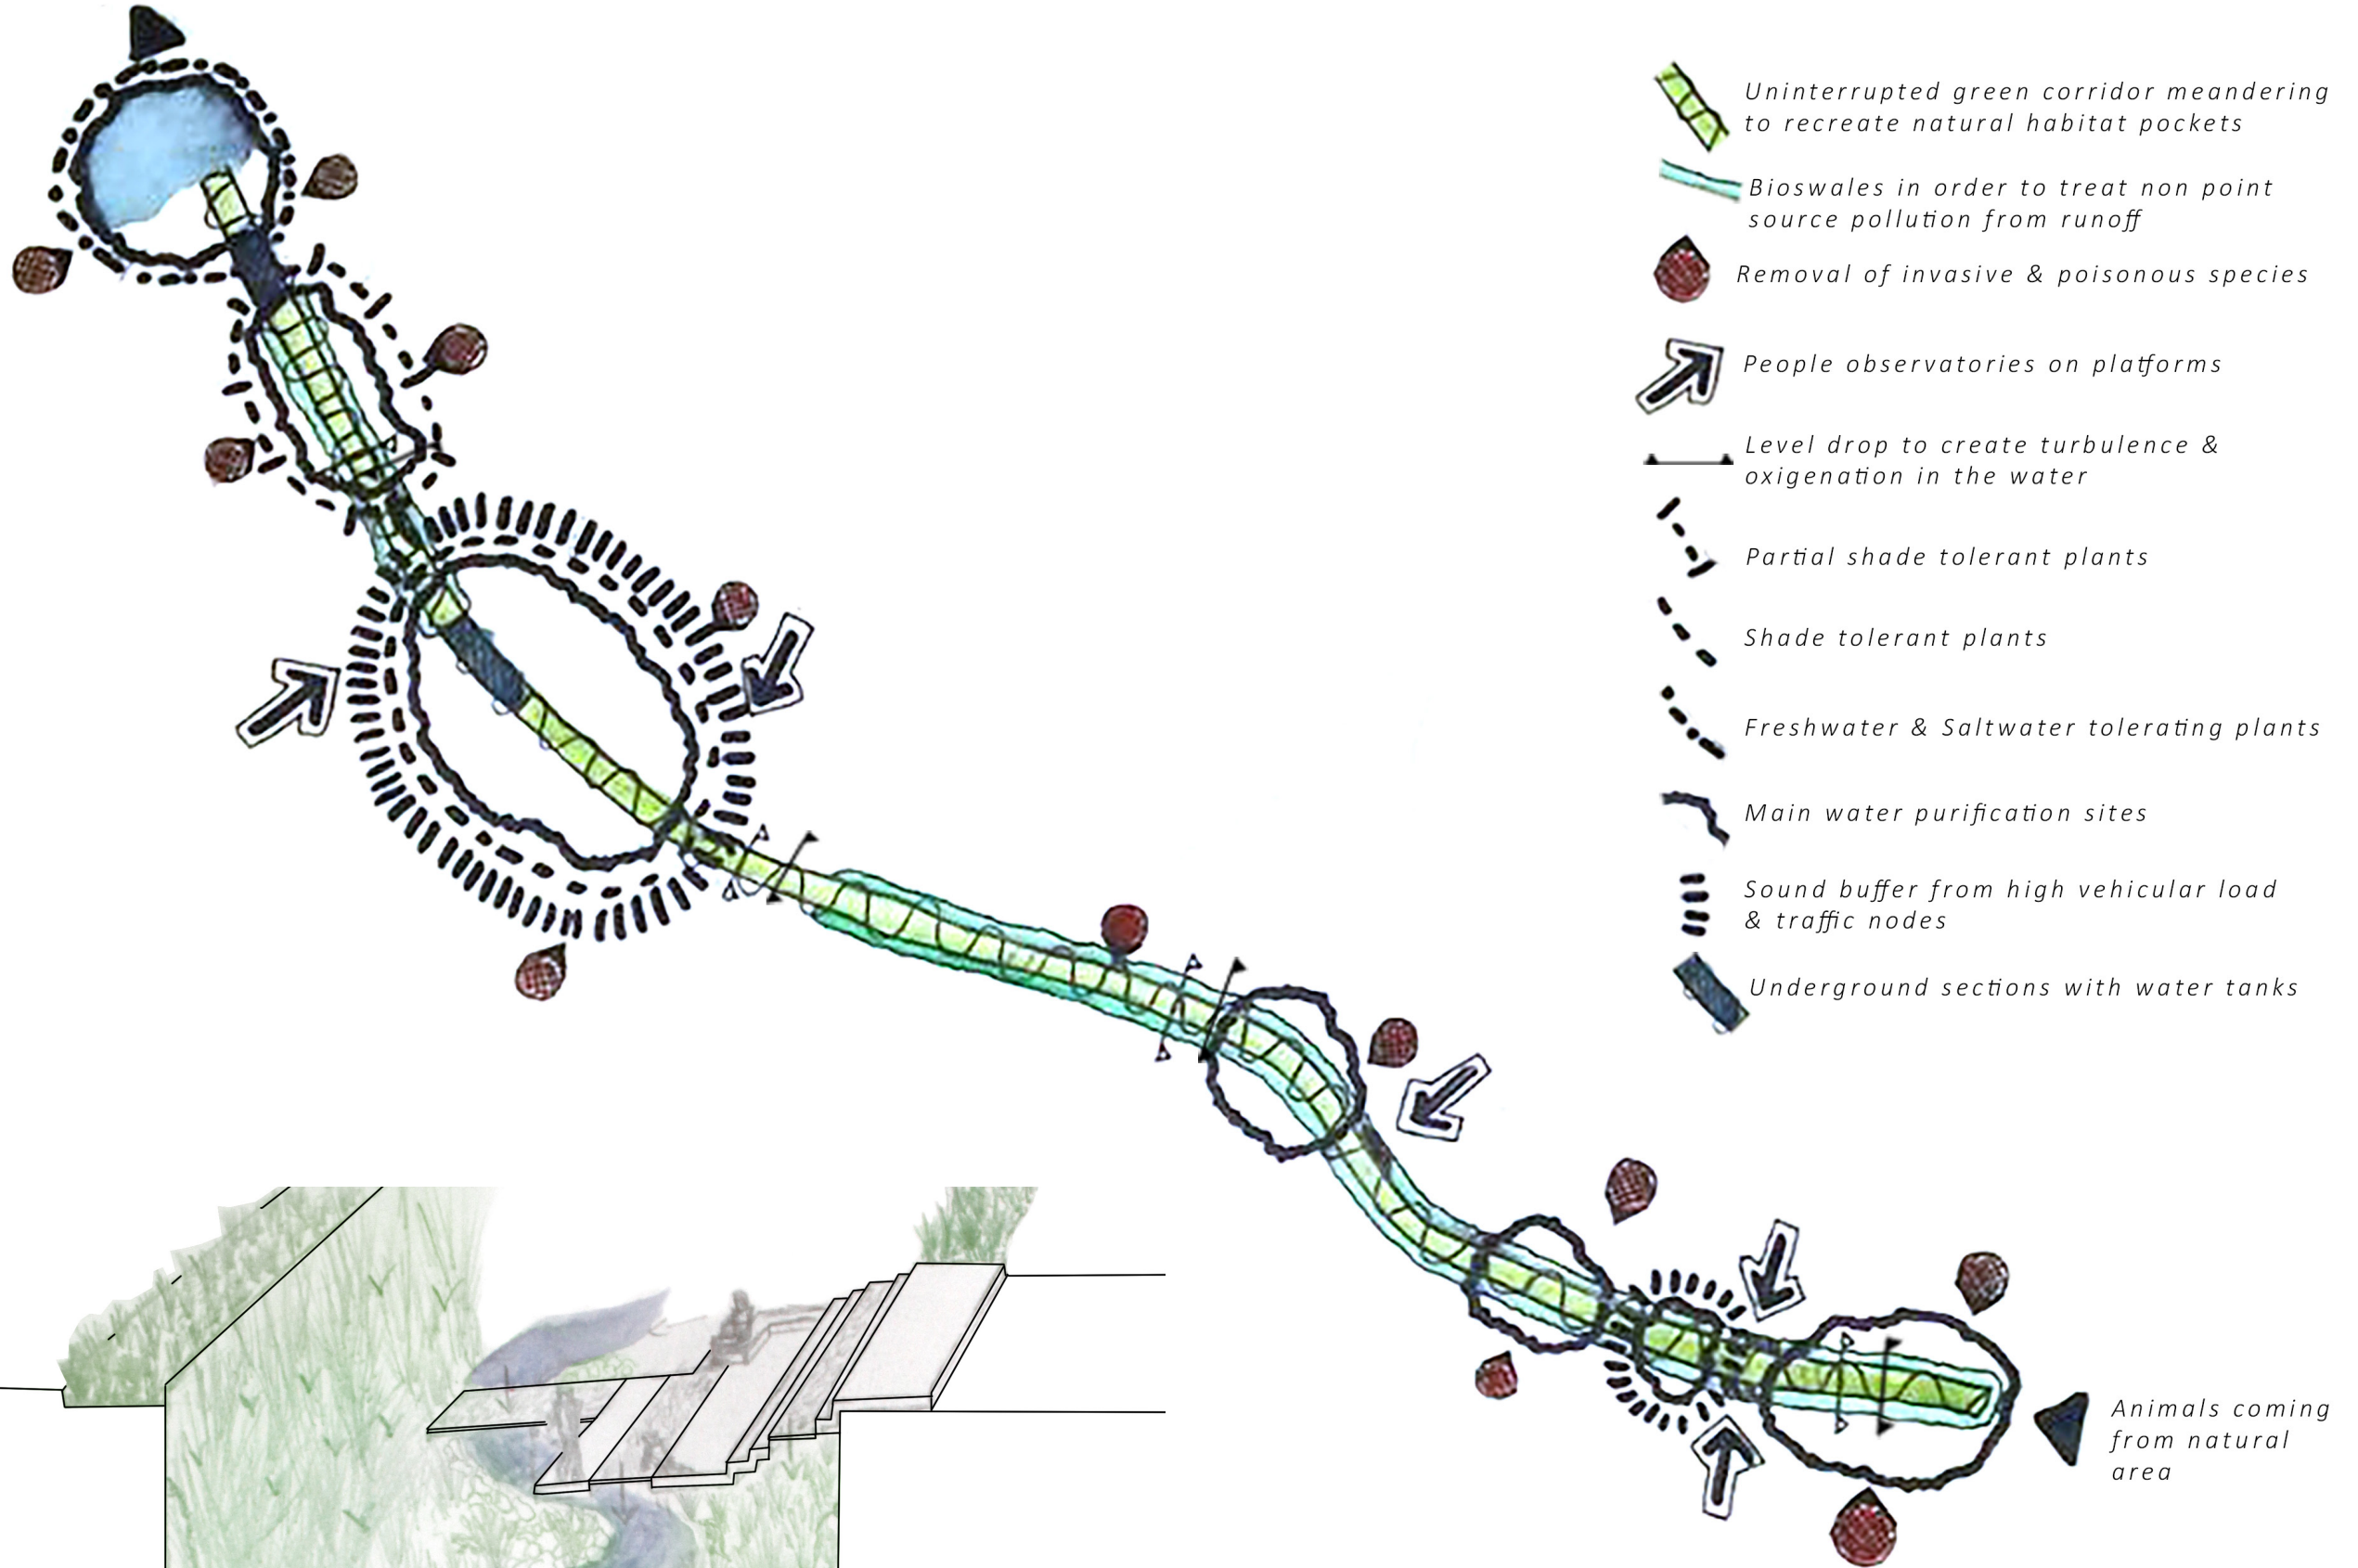 Uninterrupted green corridor meandering
to recreate natural habitat pockets
Bioswales in order to treat non point
source pollution from runoff
Removal of invasive & poisonous species
People observatories on platforms
Level drop to create turbulence &
oxigenation in the water
Partial shade tolerant plants
Shade tolerant plants
Freshwater & Saltwater tolerating plants
Main water purification sites
Sound buffer from high vehicular load
& traffic nodes
Underground sections with water tanks
Animals coming
from natural
area